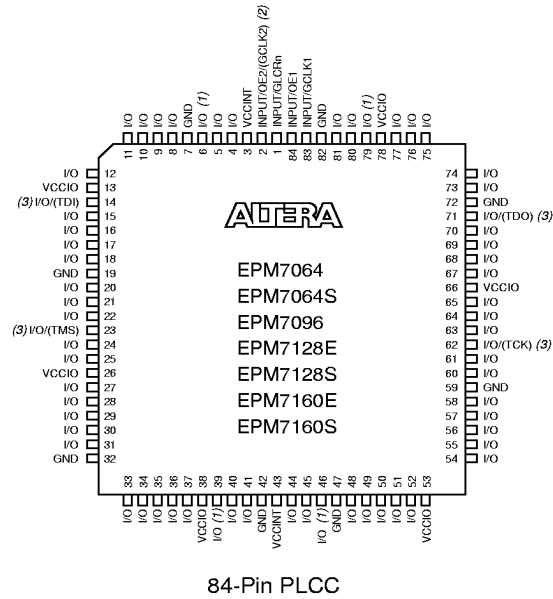 I/O
I/O
I/O
I/O
GND
I/O (1)
I/O
I/O
VCCINT
INPUT/OE2/(GCLK2) (2)
INPUT/GLCRn
INPUT/OE1
INPUT/GCLK1
GND
I/O
I/O
I/O (1)
VCCIO
I/O
I/O
I/O
11 10 9 8 7 6 5 4 3 2 1 84 83 82 81 80 79 78 77 76 75
I/O 12
VCCIO 13
(3) I/O/(TDI) 14
I/O 15
I/O 16
I/O 17
I/O 18
GND 19
I/O 20
I/O 21
I/O 22
(3) I/O/(TMS) 23
I/O 24
I/O 25
VCCIO 26
I/O 27
I/O 28
I/O 29
I/O 30
I/O 31
GND 32
ALTERA
EPM7064
EPM7064S
EPM7096
EPM7128E
EPM7128S
EPM7160E
EPM7160S
74 I/O
73 I/O
72 GND
71 I/O/(TDO) (3)
70 I/O
69 I/O
68 I/O
67 I/O
66 VCCIO
65 I/O
64 I/O
63 I/O
62 I/O/(TCK) (3)
61 I/O
60 I/O
59 GND
58 I/O
57 I/O
56 I/O
55 I/O
54 I/O
33 34 35 36 37 38 39 40 41 42 43 44 45 46 47 48 49 50 51 52 53
I/O
I/O
I/O
I/O
I/O
VCCIO
I/O (1)
I/O
I/O
GND
VCCINT
I/O
I/O
I/O (1)
GND
I/O
I/O
I/O
I/O
I/O
VCCIO
84-Pin PLCC